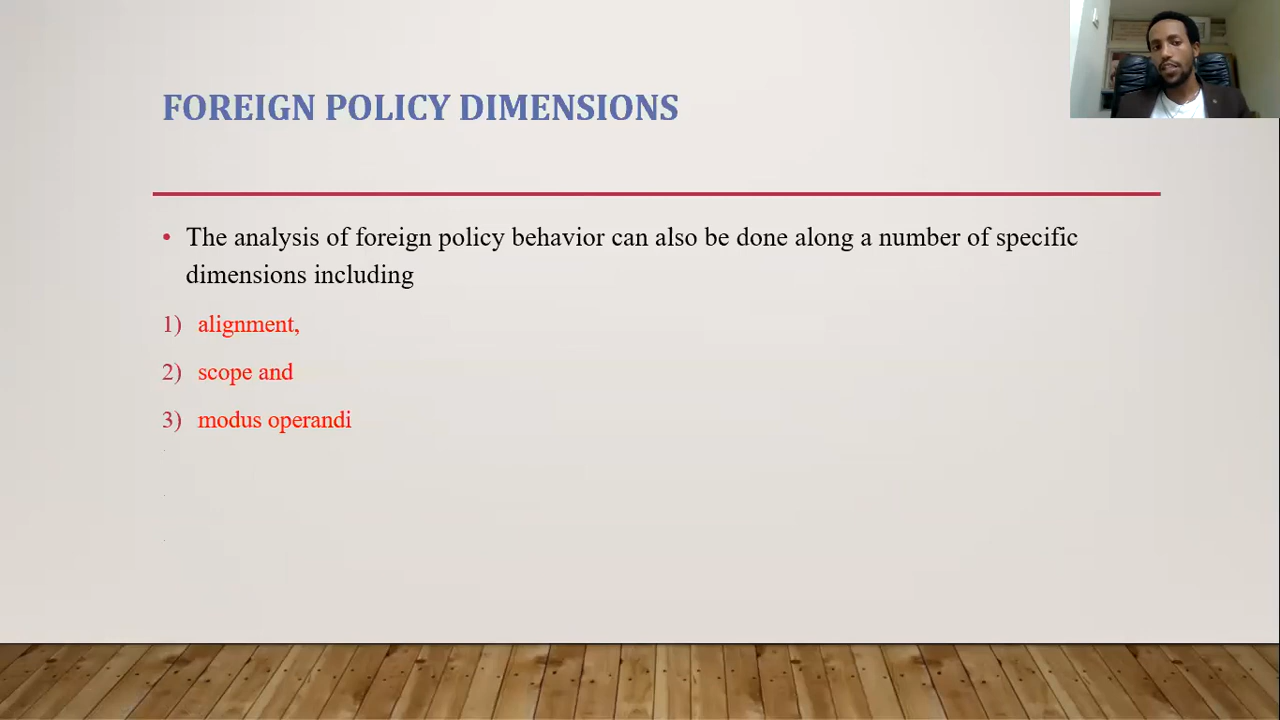 FOREIGN POLICY DIMENSIONS
• The analysis of foreign policy behavior can also be done along a number of specific
dimensions including
1) alignment,
2) scope and
3) modus operandi